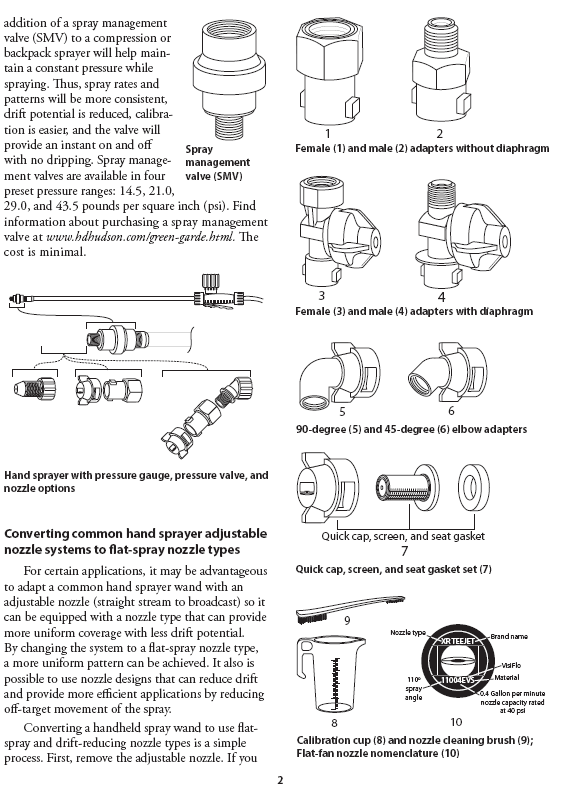 addition of a spray management
valve (SMV) to a compression or
backpack sprayer will help main-
tain a constant pressure while
spraying. Thus, spray rates and
patterns will be more consistent,
drift potential is reduced, calibra-
tion is easier, and the valve will
provide an instant on and off
with no dripping. Spray manage-
ment valves are available in four
preset pressure ranges: 14.5, 21.0,
29.0, and 43.5 pounds per square inch (psi). Find
information about purchasing a spray management
valve at www.hdhudson.com/green-garde.html. The
cost is minimal.
Spray
management
valve (SMV)
Hand sprayer with pressure gauge, pressure valve, and
nozzle options
Converting common hand sprayer adjustable
nozzle systems to flat-spray nozzle types
For certain applications, it may be advantageous
to adapt a common hand sprayer wand with an
adjustable nozzle (straight stream to broadcast) so it
can be equipped with a nozzle type that can provide
more uniform coverage with less drift potential.
By changing the system to a flat-spray nozzle type,
a more uniform pattern can be achieved. It also is
possible to use nozzle designs that can reduce drift
and provide more efficient applications by reducing
off-target movement of the spray.
Converting a handheld spray wand to use flat-
spray and drift-reducing nozzle types is a simple
process. First, remove the adjustable nozzle. If you
1
2
Female (1) and male (2) adapters without diaphragm
3
4
Female (3) and male (4) adapters with diaphragm
5
6
90-degree (5) and 45-degree (6) elbow adapters
Quick cap, screen, and seat gasket
7
Quick cap, screen, and seat gasket set (7)
9
8
Nozzle type
XR TEEJET
Brand name
VisiFlo
Material
11004EVS
110º
spray
angle
0.4 Gallon per minute
nozzle capacity rated
at 40 psi
10
Calibration cup (8) and nozzle cleaning brush (9);
Flat-fan nozzle nomenclature (10)
2